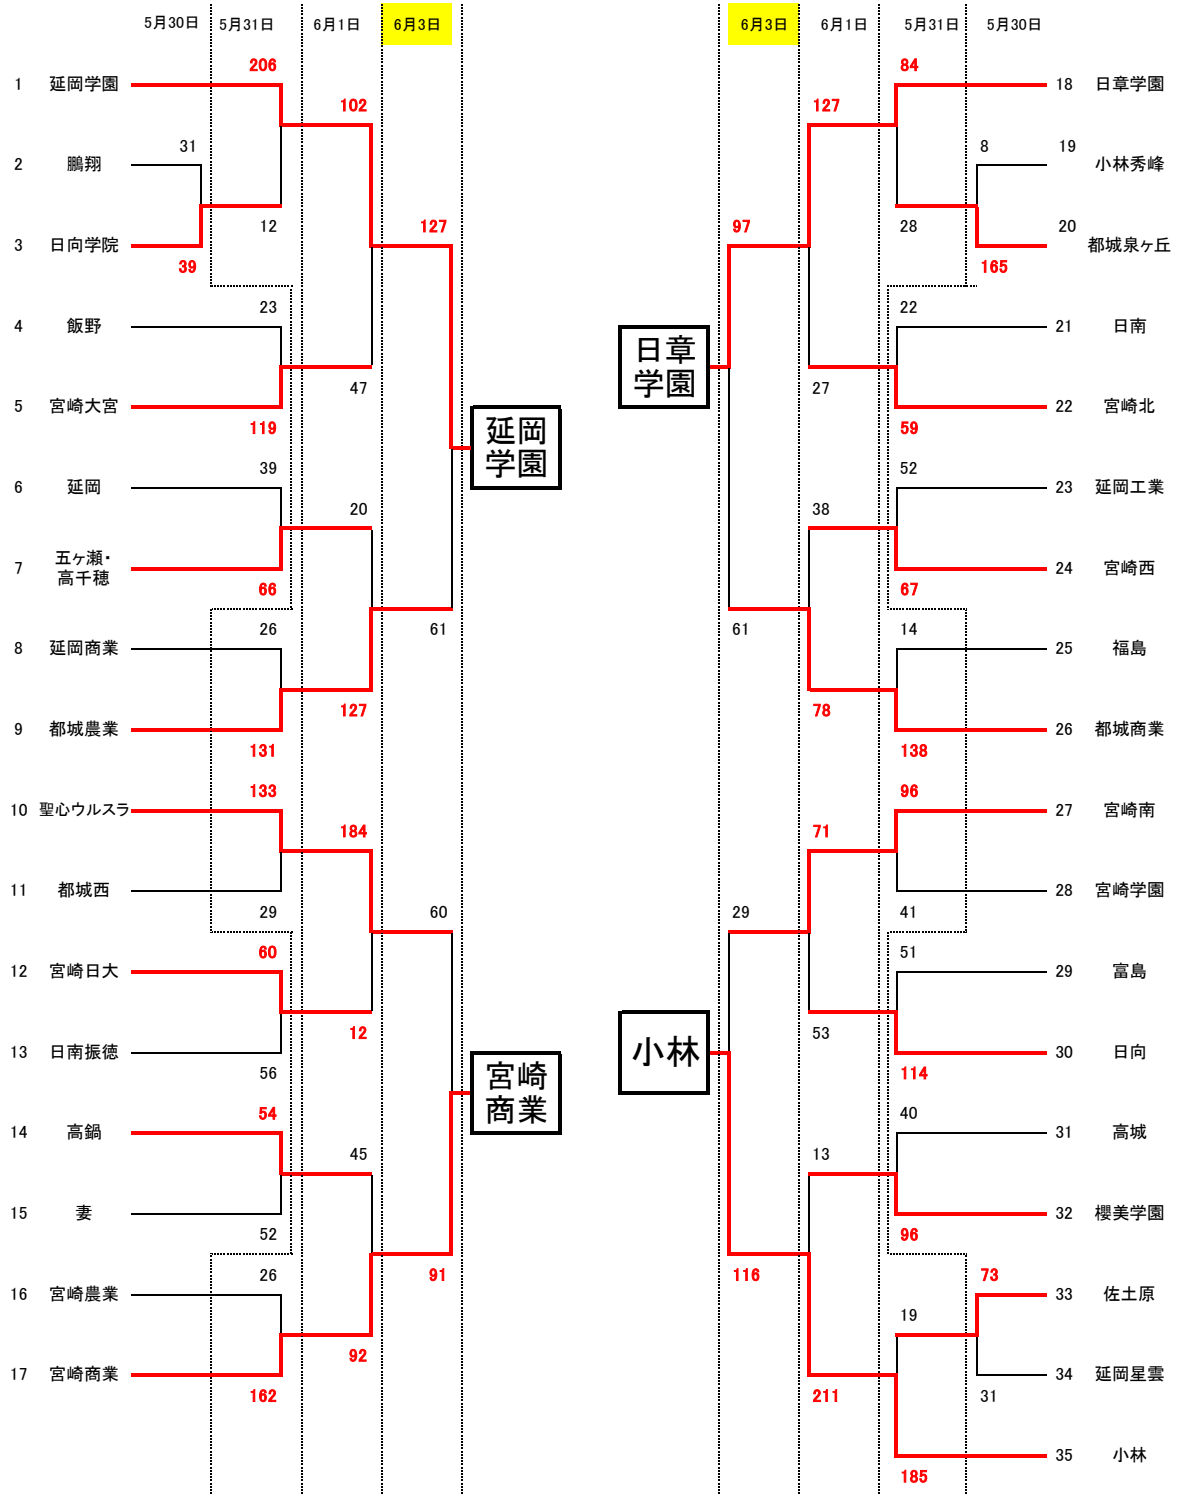 5月30日 5月31日 6月1日 6月3日 6月3日 6月1日 5月31日 5月30日
206 84
1 延岡学園 18 日章学園
102 127
31 8 19
2 鵬翔 小林秀峰
12 127 97 28 20
3 日向学院 都城泉ヶ丘
39 165
23 22
4 飯野 21 日南
日章
学園
47 27
5 宮崎大宮 22 宮崎北
119 59
延岡
学園
39 52
6 延岡 23 延岡工業
20 38
五ヶ瀬・
7 24 宮崎西
高千穂
66 67
26 61 61 14
8 延岡商業 25 福島
127 78
9 都城農業 26 都城商業
131 138
133 96
10 聖心ウルスラ 27 宮崎南
184 71
11 都城西 28 宮崎学園
29 60 29 41
60 51
12 宮崎日大 29 富島
12 53
小林
13 日南振徳 30 日向
56 114
宮崎
商業
54 40
14 高鍋 31 高城
45 13
15 妻 32 櫻美学園
52 96
26 91 116 73
16 宮崎農業 33 佐土原
19
92
17 宮崎商業 34 延岡星雲
162 211 31
35 小林
185